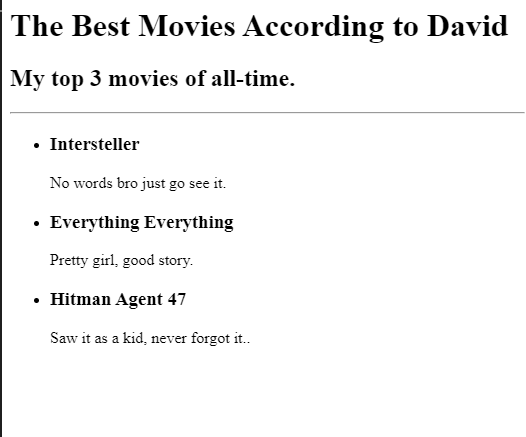 The Best Movies According to David
My top 3 movies of all-time.
Intersteller
No words bro just go see it.
Everything Everything
Pretty girl, good story.
Hitman Agent 47
Saw it as a kid, never forgot it..